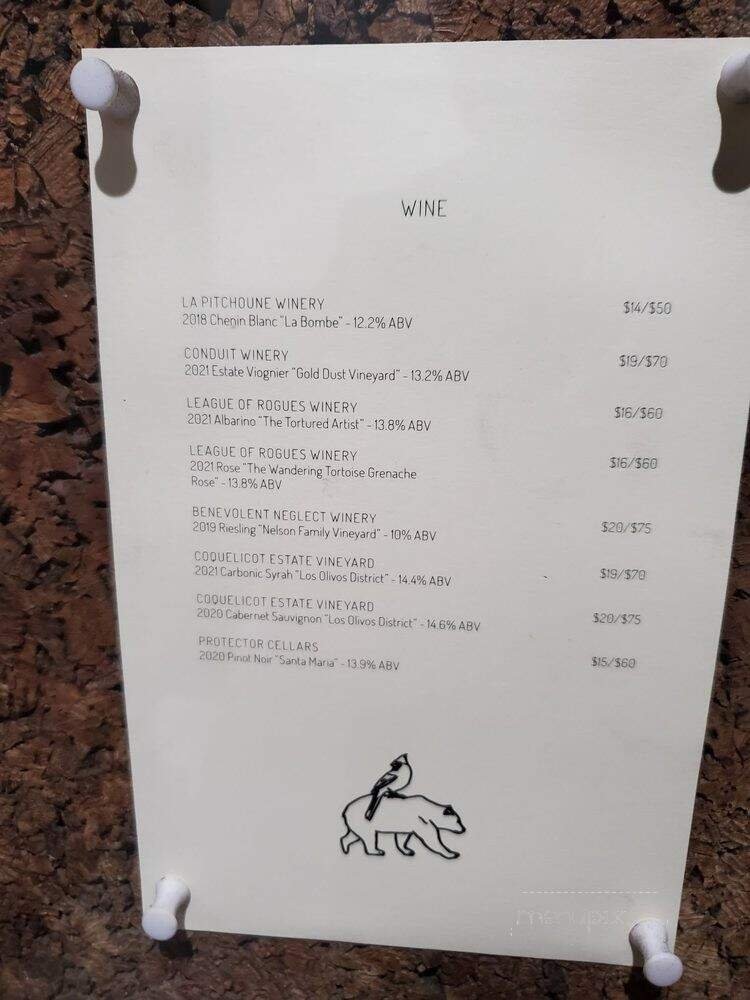 WINE
LA PITCHOUNE WINERY $14/$50
2018 Chenin Blanc "La Bombe" - 12.2% ABV
CONDUIT WINERY $19/$70
2021 Estate Viognier "Gold Dust Vineyard" - 13.2% ABV
LEAGUE OF ROGUES WINERY $16/$60
2021 Albarino "The Tortured Artist" - 13.8% ABV
LEAGUE OF ROGUES WINERY $16/$60
2021 Rose "The Wandering Tortoise Grenache
Rose" - 13.8% ABV
BENEVOLENT NEGLECT WINERY $20/$75
2019 Riesling "Nelson Family Vineyard" - 10% ABV
COQUELICOT ESTATE VINEYARD $19/$70
2021 Carbonic Syrah "Los Olivos District" - 14.4% ABV
COQUELICOT ESTATE VINEYARD $20/$75
2020 Cabernet Sauvignon "Los Olivos District" - 14.6% ABV
PROTECTOR CELLARS $15/$60
2020 Pinot Noir "Santa Maria" - 13.9% ABV
menupix